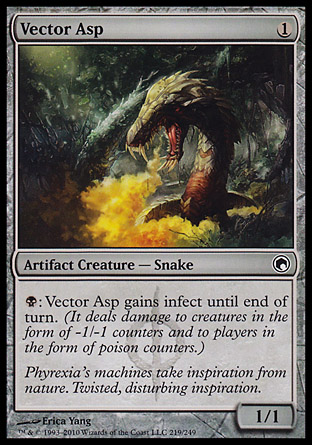 Vector Asp 1
Artifact Creature — Snake
: Vector Asp gains infect until end of
turn. (It deals damage to creatures in the
form of -1/-1 counters and to players in
the form of poison counters.)
Phyrexia's machines take inspiration from
nature. Twisted, disturbing inspiration.
Erica Yang
™ & © 1993–2010 Wizards of the Coast LLC 219/249
1/1